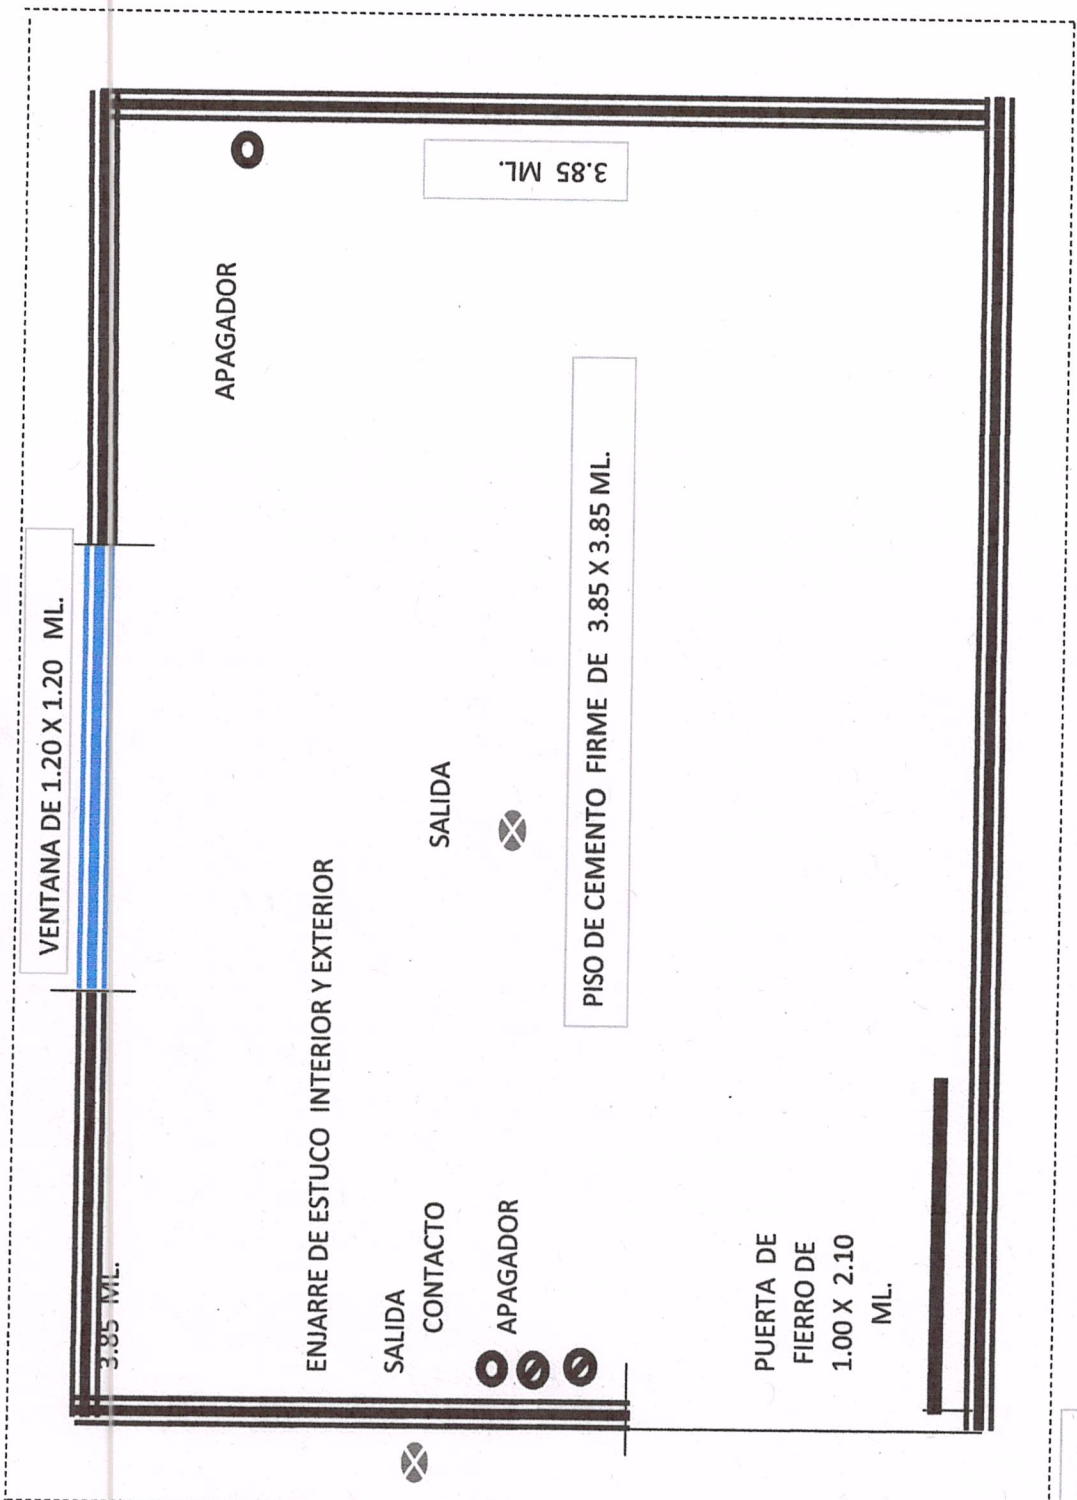 VENTANA DE 1.20 X 1.20 ML.
3.85 ML.
APAGADOR
ENJARRE DE ESTUCO INTERIOR Y EXTERIOR
SALIDA
CONTACTO
APAGADOR
SALIDA
3.85 ML.
PISO DE CEMENTO FIRME DE 3.85 X 3.85 ML.
PUERTA DE
FIERRO DE
1.00 X 2.10
ML.